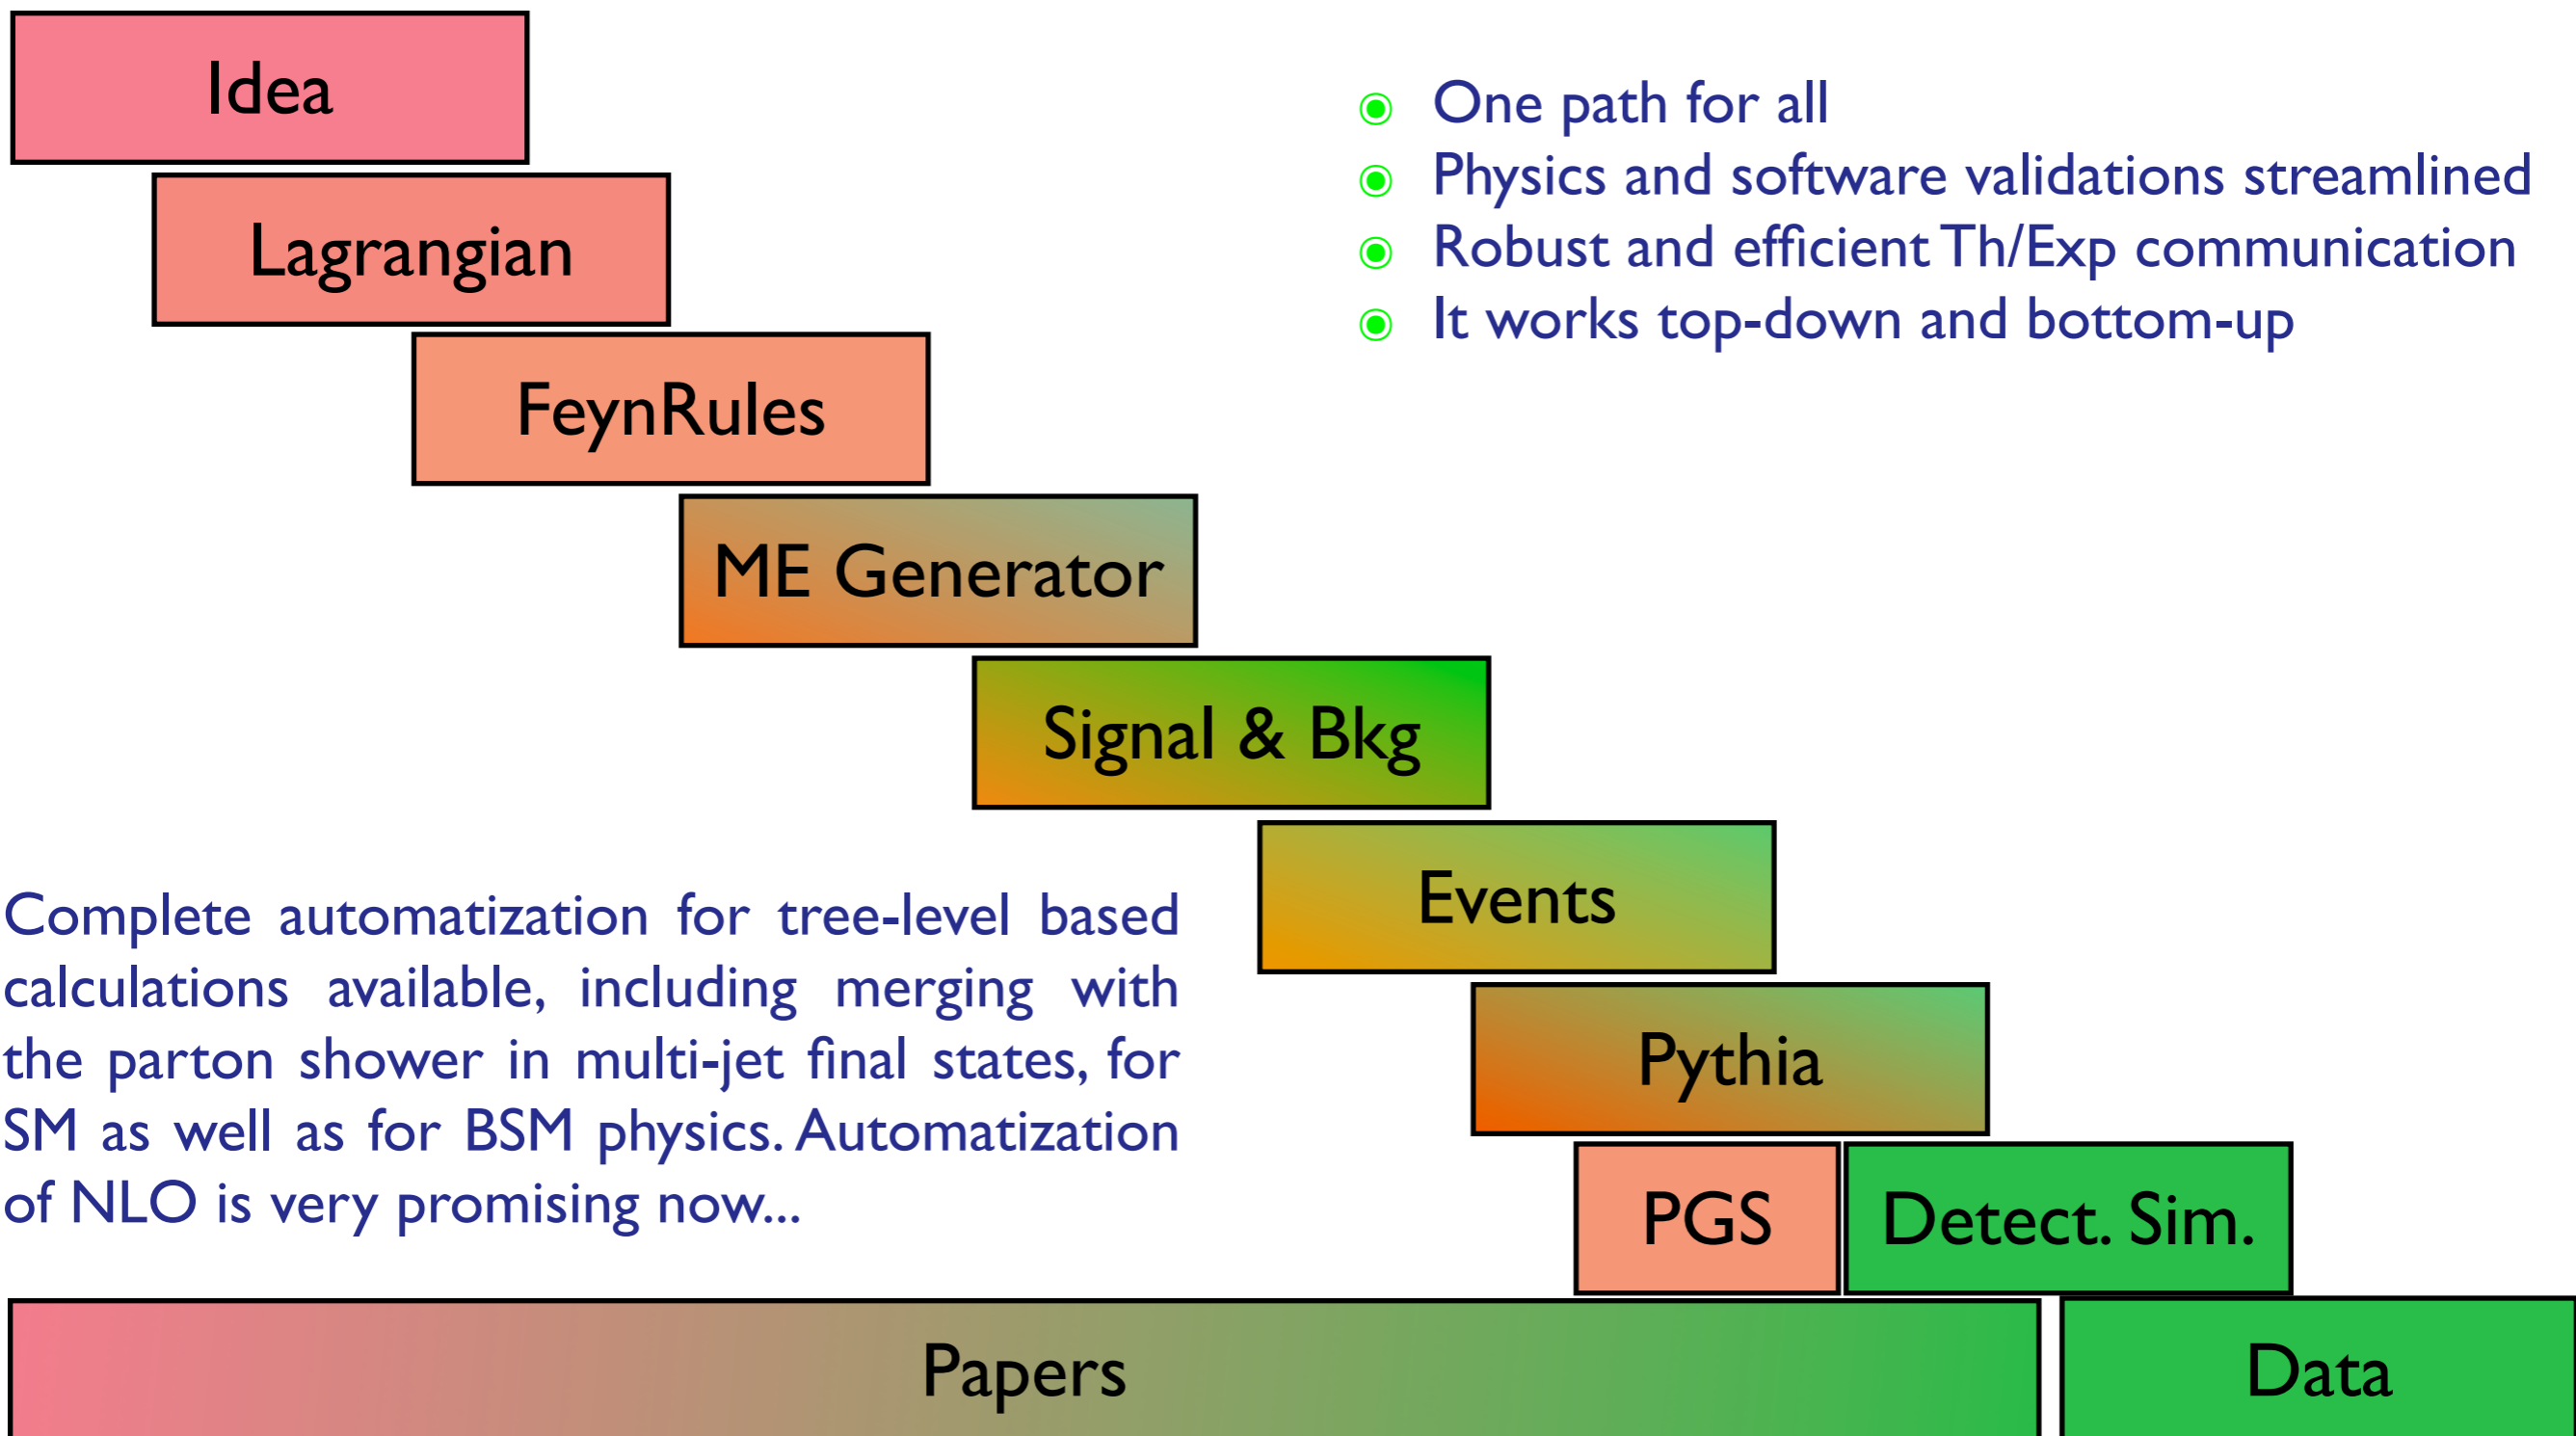 Idea
Lagrangian
FeynRules
ME Generator
Signal & Bkg
Events
Pythia
PGS
Detect. Sim.
Papers
Data
One path for all
Physics and software validations streamlined
Robust and efficient Th/Exp communication
It works top-down and bottom-up
Complete automatization for tree-level based
calculations available, including merging with
the parton shower in multi-jet final states, for
SM as well as for BSM physics. Automatization
of NLO is very promising now...